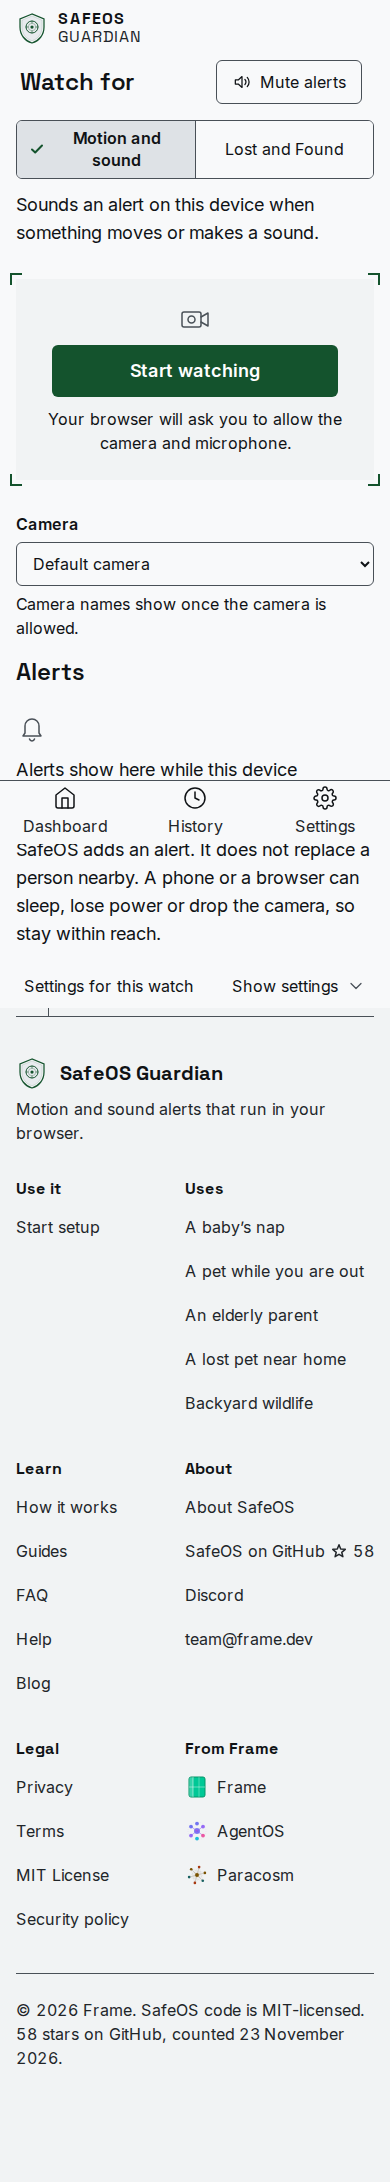 SAFEOS
GUARDIAN
Watch for
Mute alerts
Motion and
sound
Lost and Found
Sounds an alert on this device when
something moves or makes a sound.
Start watching
Your browser will ask you to allow the
camera and microphone.
Camera
Default camera
Camera names show once the camera is
allowed.
Alerts
Alerts show here while this device
Dashboard
History
Settings
SafeOS adds an alert. It does not replace a
person nearby. A phone or a browser can
sleep, lose power or drop the camera, so
stay within reach.
Settings for this watch
Show settings
SafeOS Guardian
Motion and sound alerts that run in your
browser.
Use it
Start setup
Uses
A baby’s nap
A pet while you are out
An elderly parent
A lost pet near home
Backyard wildlife
Learn
How it works
Guides
FAQ
Help
Blog
About
About SafeOS
SafeOS on GitHub ☆ 58
Discord
team@frame.dev
Legal
Privacy
Terms
MIT License
Security policy
From Frame
Frame
AgentOS
Paracosm
© 2026 Frame. SafeOS code is MIT-licensed.
58 stars on GitHub, counted 23 November
2026.